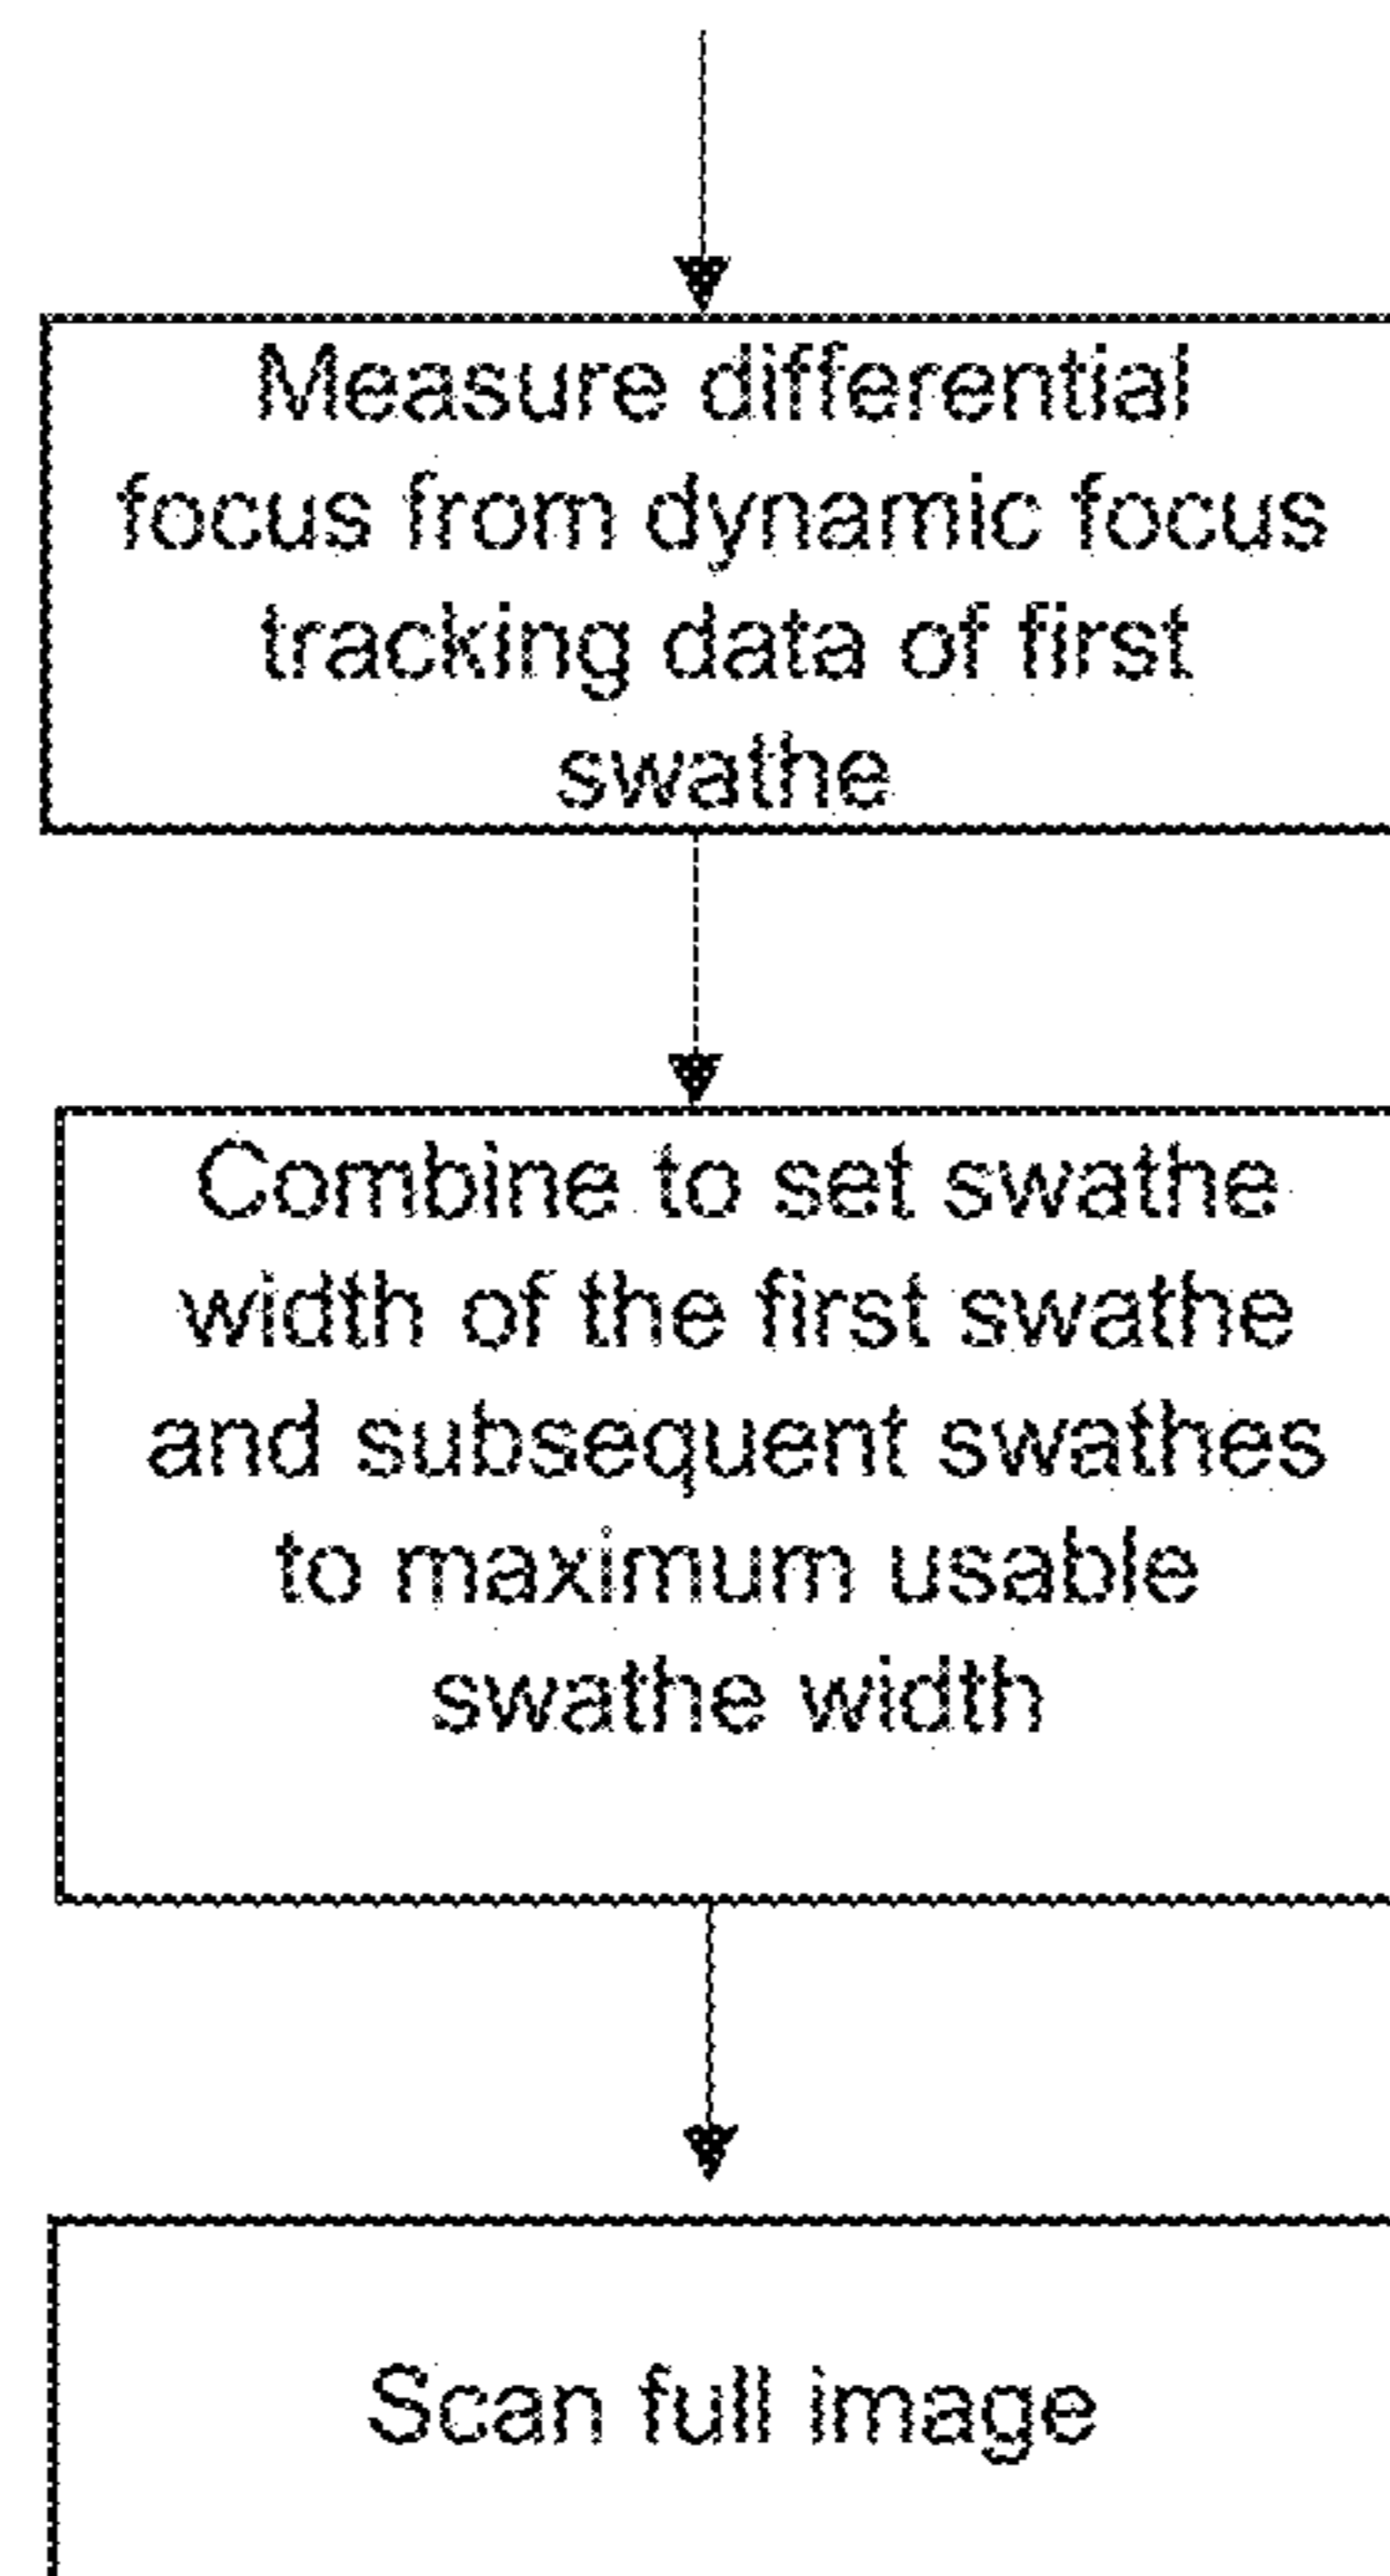 Measure differential
focus from dynamic focus
tracking data of first
swathe
Combine to set swathe
width of the first swathe
and subsequent swathes
to maximum usable
swathe width
Scan full image